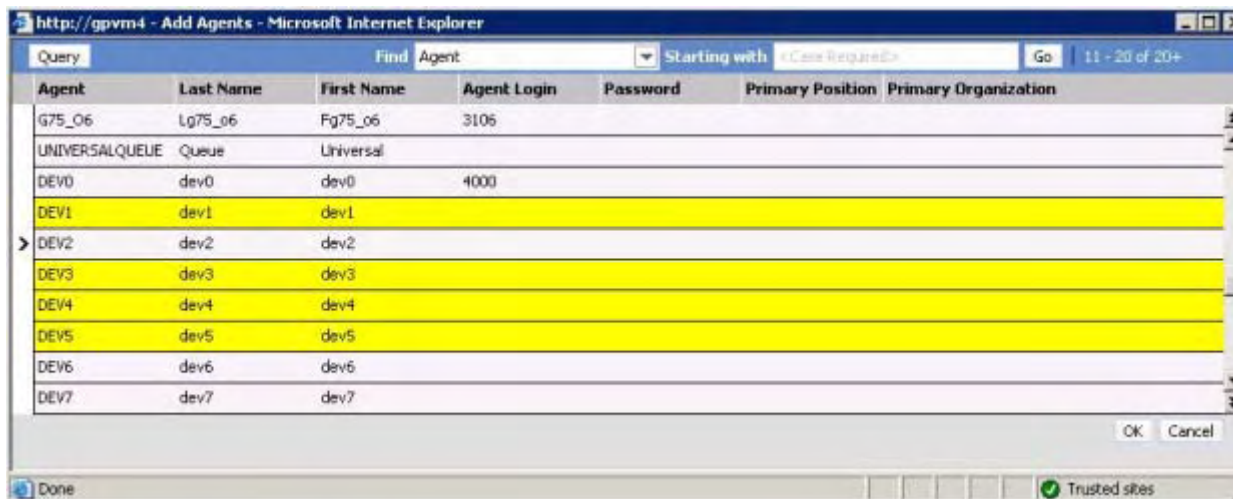 http://gpvm4 - Add Agents - Microsoft Internet Explorer
Query Find Agent Starting with <Case Required> Go 11 - 20 of 20+
Agent Last Name First Name Agent Login Password Primary Position Primary Organization
G75_O6 Lg75_o6 Fg75_o6 3106
UNIVERSALQUEUE Queue Universal
DEV0 dev0 dev0 4000
DEV1 dev1 dev1
DEV2 dev2 dev2
DEV3 dev3 dev3
DEV4 dev4 dev4
DEV5 dev5 dev5
DEV6 dev6 dev6
DEV7 dev7 dev7
OK Cancel
Done Trusted sites